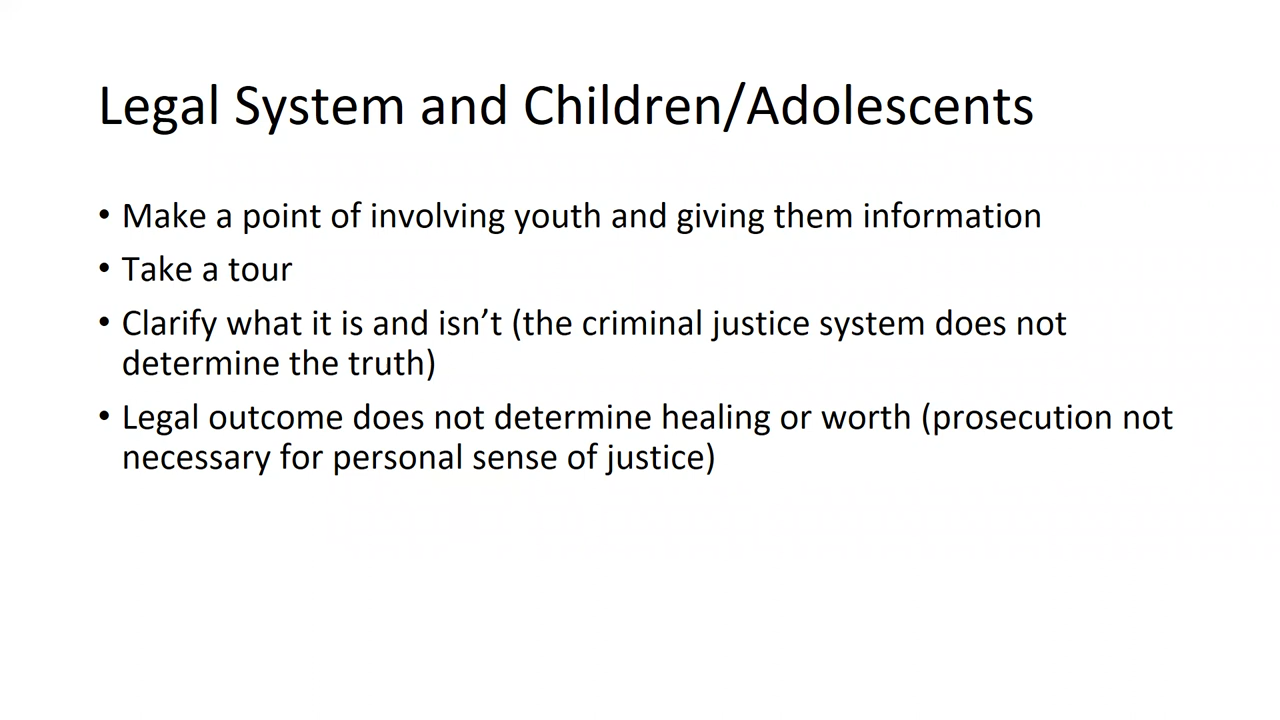 Legal System and Children/Adolescents
• Make a point of involving youth and giving them information
• Take a tour
• Clarify what it is and isn’t (the criminal justice system does not
determine the truth)
• Legal outcome does not determine healing or worth (prosecution not
necessary for personal sense of justice)